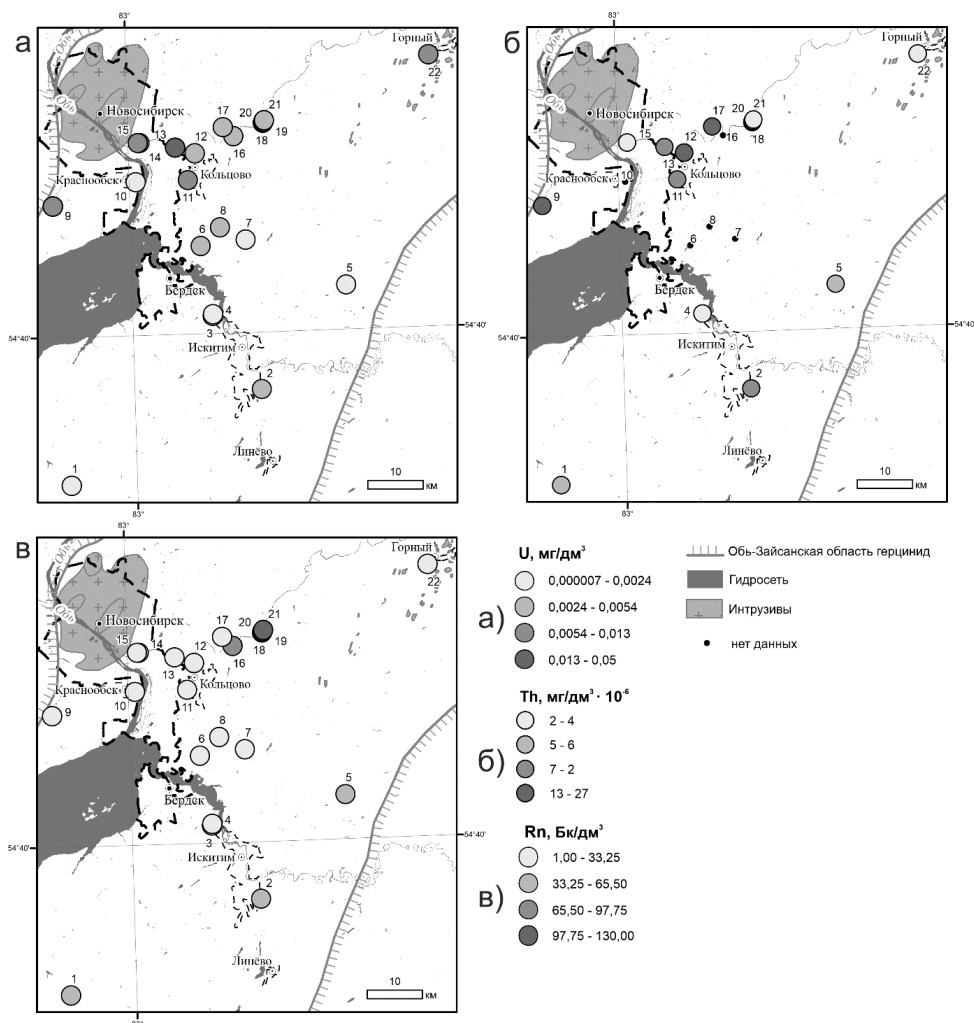 а
83°
Обь
Обь
Горный
22
Новосибирск
17
20
21
16
18
19
15
13
14
12
Кольцово
11
Краснообск
10
9
8
6
7
5
Бердск
4
3
54°40'
Искитим
2
Линёво
1
10
км
83°
б
Обь
Обь
Горный
22
Новосибирск
17
20
21
16
18
15
12
13
Кольцово
11
Краснообск
10
9
8
6
7
5
Бердск
4
54°40'
54°40'
Искитим
2
Линёво
1
10
км
83°
в
Обь
Обь
Горный
22
Новосибирск
17
20
21
16
18
19
15
14
13
12
Кольцово
11
Краснообск
10
9
8
6
7
5
Бердск
4
3
54°40'
54°40'
Искитим
2
Линёво
1
10
км
U, мг/дм³
а)
0,000007 - 0,0024
0,0024 - 0,0054
0,0054 - 0,013
0,013 - 0,05
Th, мг/дм³ · 10⁻⁶
б)
2 - 4
5 - 6
7 - 2
13 - 27
Rn, Бк/дм³
в)
1,00 - 33,25
33,25 - 65,50
65,50 - 97,75
97,75 - 130,00
Обь-Зайсанская область герцинид
Гидросеть
Интрузивы
нет данных